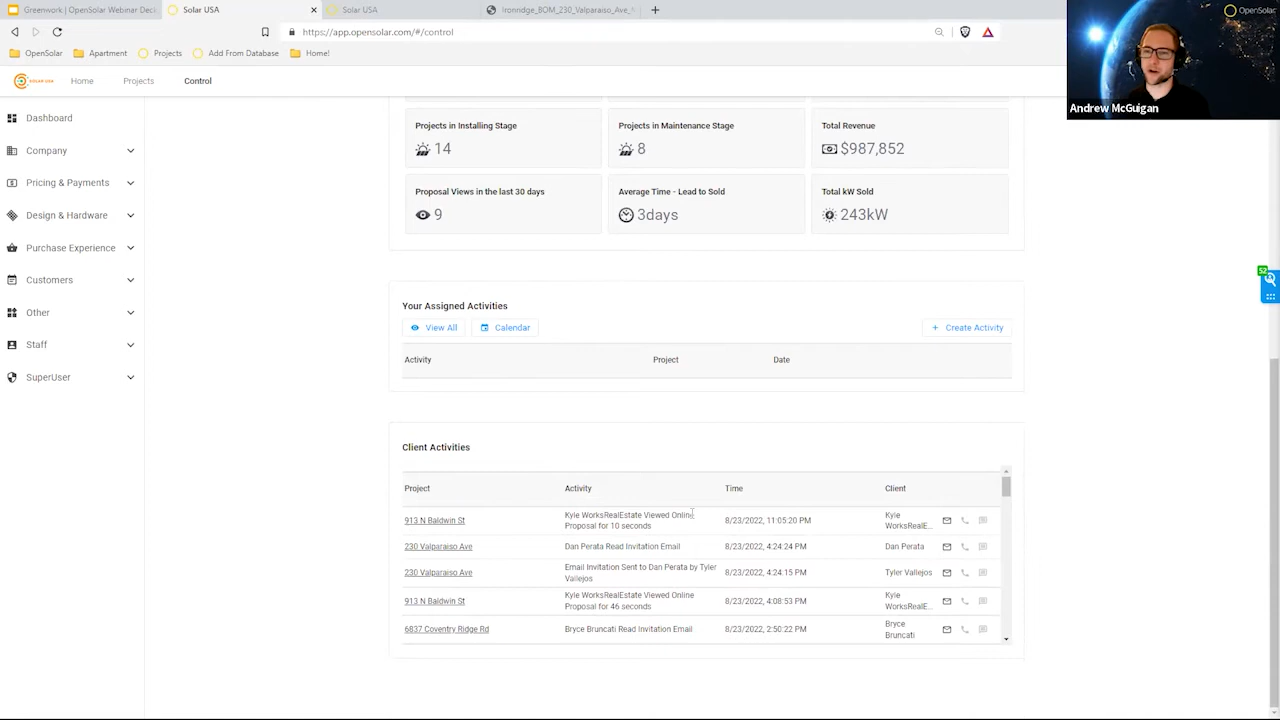 Greenwork | OpenSolar Webinar Deck
Solar USA
Solar USA
Ironridge_BOM_230_Valparaiso_Ave_
https://app.opensolar.com/#/control
OpenSolar
Apartment
Projects
Add From Database
Home!
OpenSolar
Andrew McGuigan
SOLAR USA
Home
Projects
Control
Dashboard
Company
Pricing & Payments
Design & Hardware
Purchase Experience
Customers
Other
Staff
SuperUser
Projects in Installing Stage
14
Projects in Maintenance Stage
8
Total Revenue
$987,852
Proposal Views in the last 30 days
9
Average Time - Lead to Sold
3days
Total kW Sold
243kW
52
Your Assigned Activities
View All
Calendar
+ Create Activity
Activity Project Date
Client Activities
Project Activity Time Client
913 N Baldwin St
Kyle WorksRealEstate Viewed Online
Proposal for 10 seconds
8/23/2022, 11:05:20 PM
Kyle
WorksRealE...
230 Valparaiso Ave
Dan Perata Read Invitation Email
8/23/2022, 4:24:24 PM
Dan Perata
230 Valparaiso Ave
Email Invitation Sent to Dan Perata by Tyler
Vallejos
8/23/2022, 4:24:15 PM
Tyler Vallejos
913 N Baldwin St
Kyle WorksRealEstate Viewed Online
Proposal for 46 seconds
8/23/2022, 4:08:53 PM
Kyle
WorksRealE...
6837 Coventry Ridge Rd
Bryce Bruncati Read Invitation Email
8/23/2022, 2:50:22 PM
Bryce
Bruncati